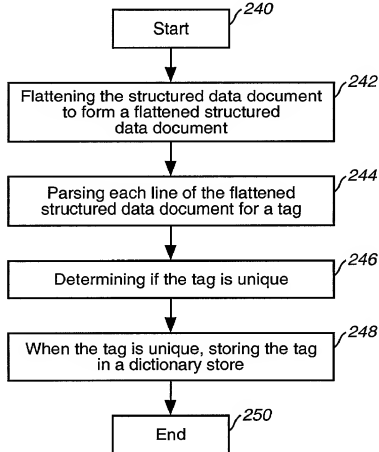 240
Start
242
Flattening the structured data document
to form a flattened structured
data document
244
Parsing each line of the flattened
structured data document for a tag
246
Determining if the tag is unique
248
When the tag is unique, storing the tag
in a dictionary store
250
End